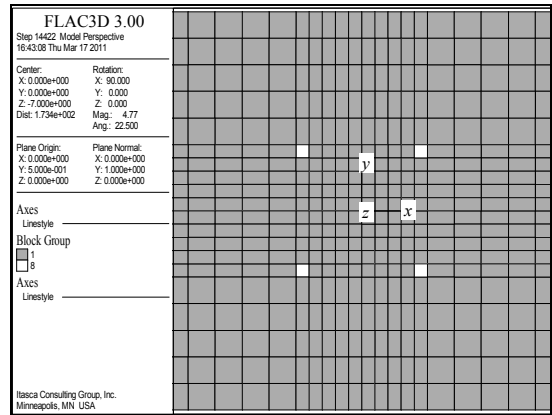 FLAC3D 3.00
Step 14422 Model Perspective
16:43:08 Thu Mar 17 2011
Center: Rotation:
X: 0.000e+000 X: 90.000
Y: 0.000e+000 Y: 0.000
Z: -7.000e+000 Z: 0.000
Dist: 1.734e+002 Mag.: 4.77
Ang.: 22.500
Plane Origin: Plane Normal:
X: 0.000e+000 X: 0.000e+000
Y: 5.000e-001 Y: 1.000e+000
Z: 0.000e+000 Z: 0.000e+000
Axes
Linestyle
Block Group
1
8
Axes
Linestyle
Itasca Consulting Group, Inc.
Minneapolis, MN USA
y
z x